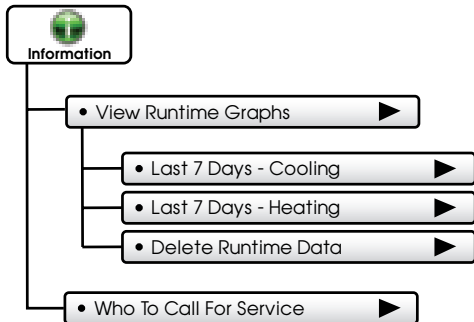 Information
• View Runtime Graphs
• Last 7 Days - Cooling
• Last 7 Days - Heating
• Delete Runtime Data
• Who To Call For Service